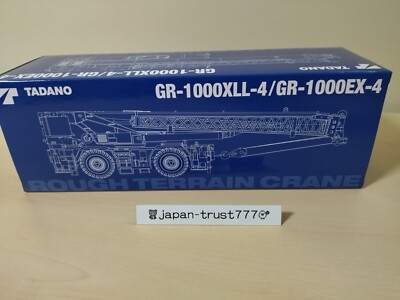 TADANO
GR-1000XLL-4/GR-1000EX-4
TADANO
GR-1000XLL-4/GR-1000EX-4
ROUGH TERRAIN CRANE
japan-trust777